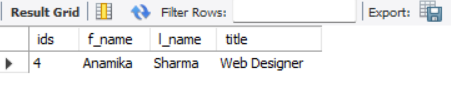 Result Grid Filter Rows: Export:
ids f_name l_name title
4 Anamika Sharma Web Designer